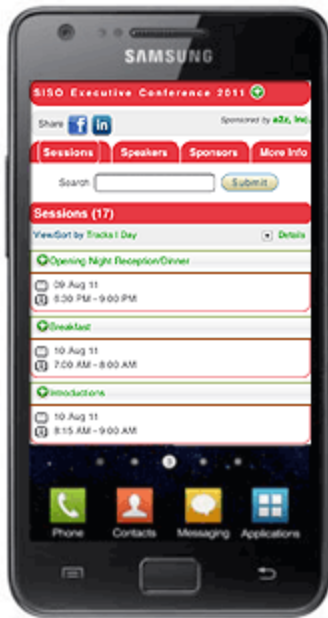 SAMSUNG
SISO Executive Conference 2011
Share
Sponsored by a2z, Inc.
Sessions
Speakers
Sponsors
More Info
Search
Submit
Sessions (17)
View/Sort by Tracks | Day
Details
Opening Night Reception/Dinner
09 Aug 11
6:30 PM - 9:00 PM
Breakfast
10 Aug 11
7:00 AM - 8:00 AM
Introductions
10 Aug 11
8:15 AM - 9:00 AM
Phone
Contacts
Messaging
Applications